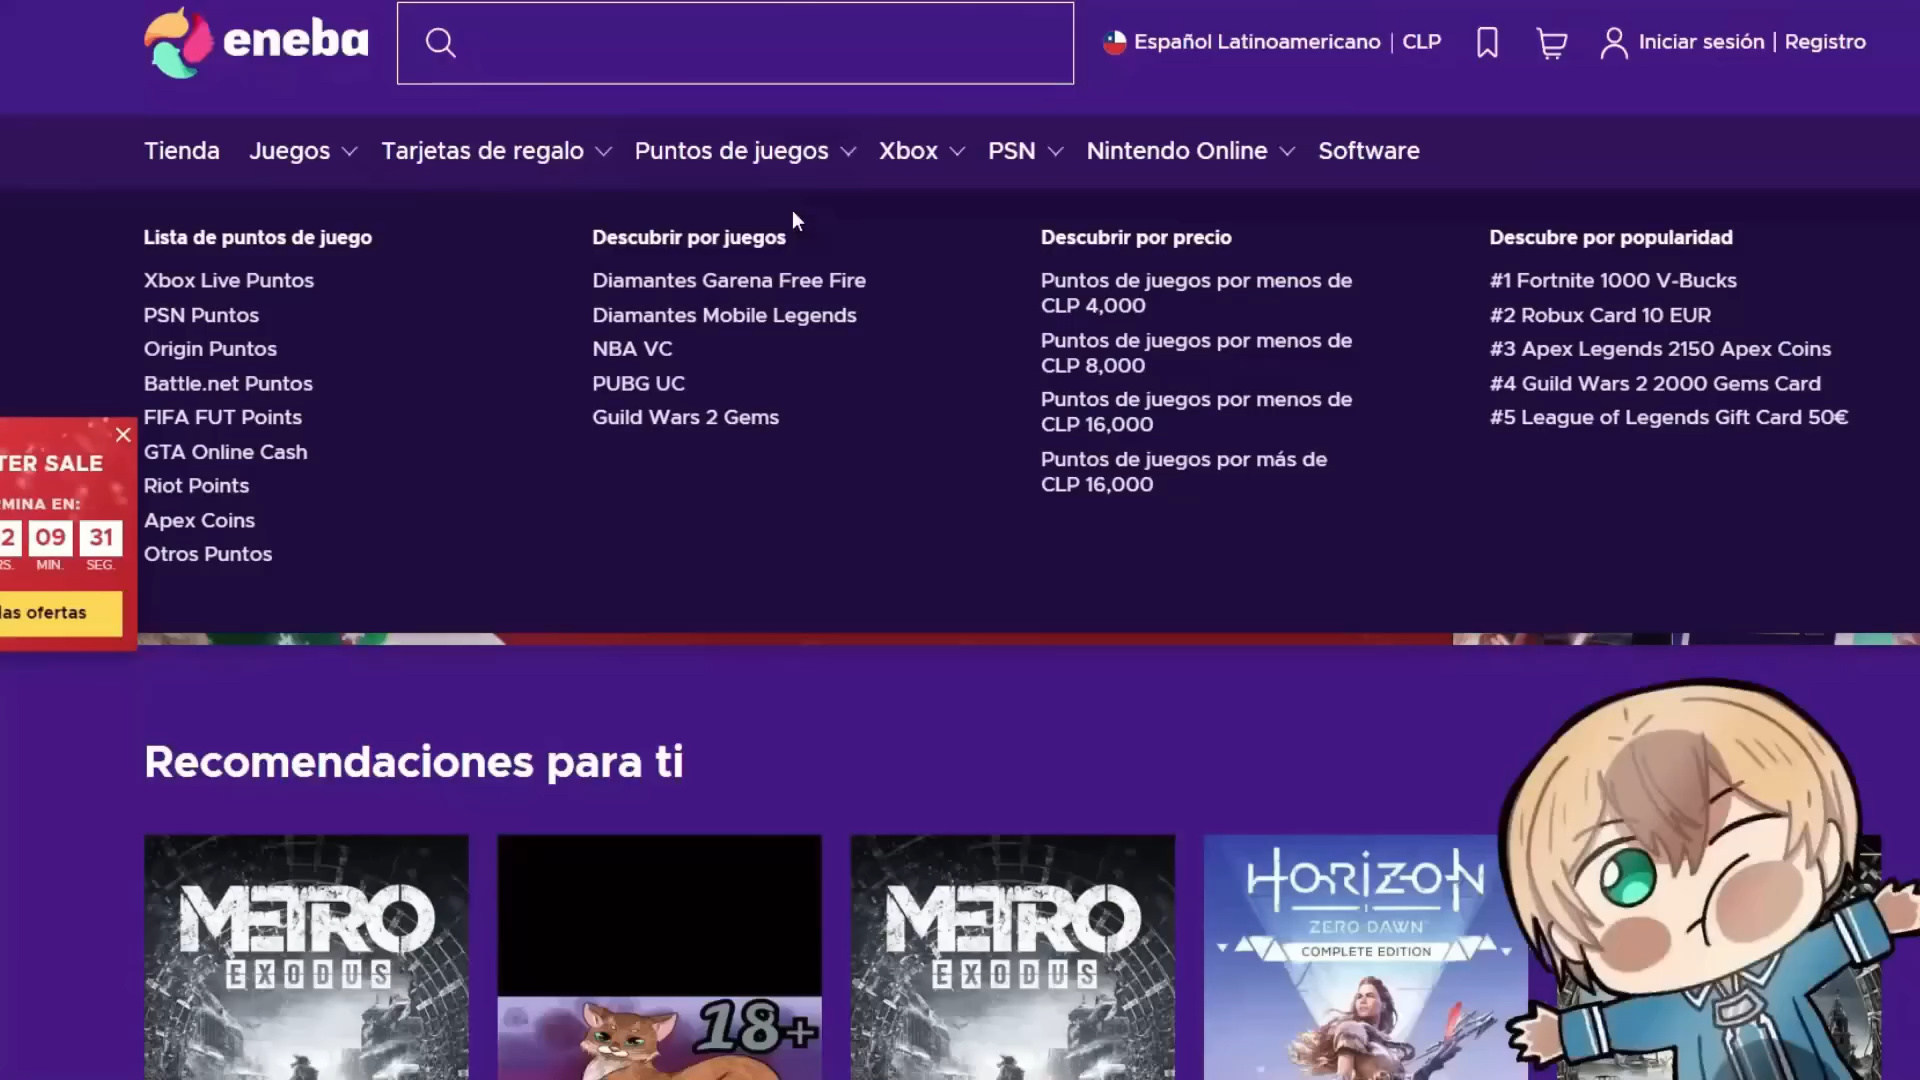 eneba
Español Latinoamericano | CLP
Iniciar sesión | Registro
Tienda
Juegos
Tarjetas de regalo
Puntos de juegos
Xbox
PSN
Nintendo Online
Software
Lista de puntos de juego
Xbox Live Puntos
PSN Puntos
Origin Puntos
Battle.net Puntos
FIFA FUT Points
GTA Online Cash
Riot Points
Apex Coins
Otros Puntos
Descubrir por juegos
Diamantes Garena Free Fire
Diamantes Mobile Legends
NBA VC
PUBG UC
Guild Wars 2 Gems
Descubrir por precio
Puntos de juegos por menos de
CLP 4,000
Puntos de juegos por menos de
CLP 8,000
Puntos de juegos por menos de
CLP 16,000
Puntos de juegos por más de
CLP 16,000
Descubre por popularidad
#1 Fortnite 1000 V-Bucks
#2 Robux Card 10 EUR
#3 Apex Legends 2150 Apex Coins
#4 Guild Wars 2 2000 Gems Card
#5 League of Legends Gift Card 50€
TER SALE
MINA EN:
2 09 31
RS. MIN. SEG.
las ofertas
Recomendaciones para ti
METRO
EXODUS
18+
METRO
EXODUS
HORIZON
ZERO DAWN
COMPLETE EDITION